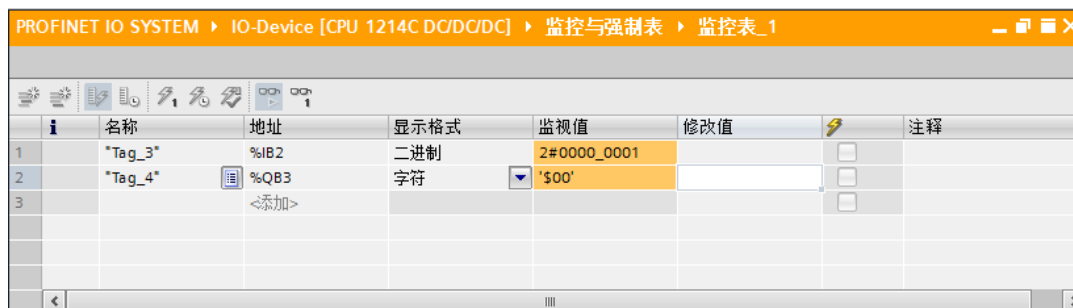 PROFINET IO SYSTEM ▸ IO-Device [CPU 1214C DC/DC/DC] ▸ 监控与强制表 ▸ 监控表_1
i 名称 地址 显示格式 监视值 修改值 注释
1 "Tag_3" %IB2 二进制 2#0000_0001
2 "Tag_4" %QB3 字符 '$00'
3 <添加>